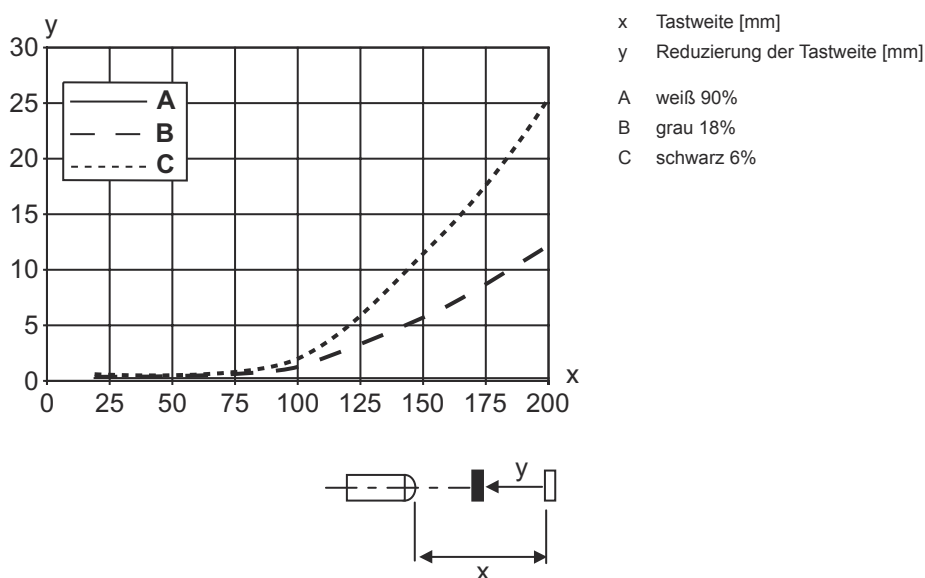 y
30
25
20
15
10
5
0
A
B
C
0 25 50 75 100 125 150 175 200
x
x Tastweite [mm]
y Reduzierung der Tastweite [mm]
A weiß 90%
B grau 18%
C schwarz 6%
y
x